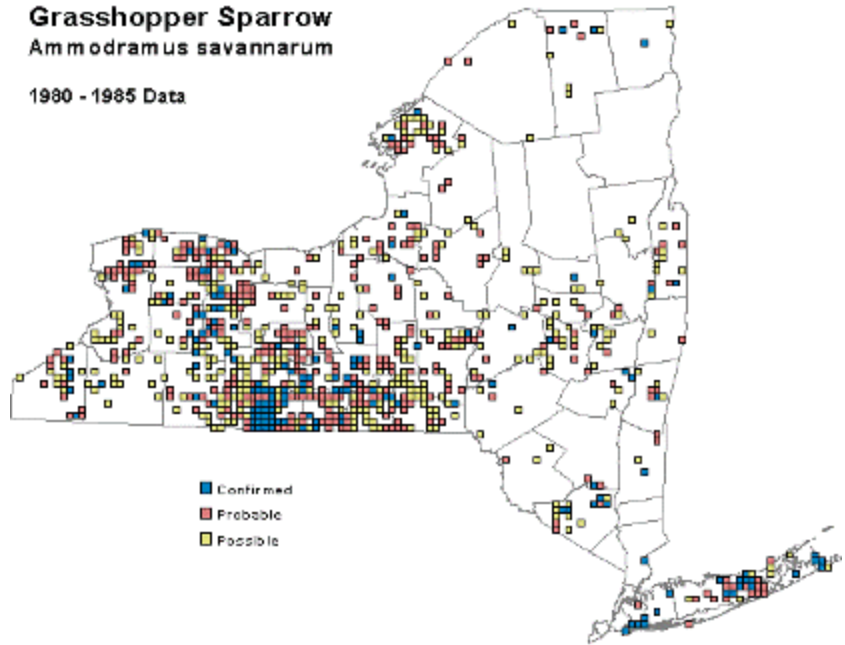 Grasshopper Sparrow
Ammodramus savannarum
1980 - 1985 Data
Confirmed
Probable
Possible